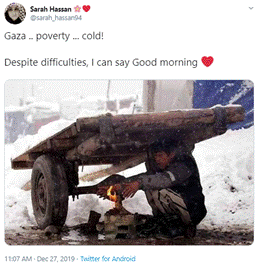 Sarah Hassan
@sarah_hassan94
Gaza .. poverty ... cold!
Despite difficulties, I can say Good morning
11:07 AM · Dec 27, 2019 · Twitter for Android